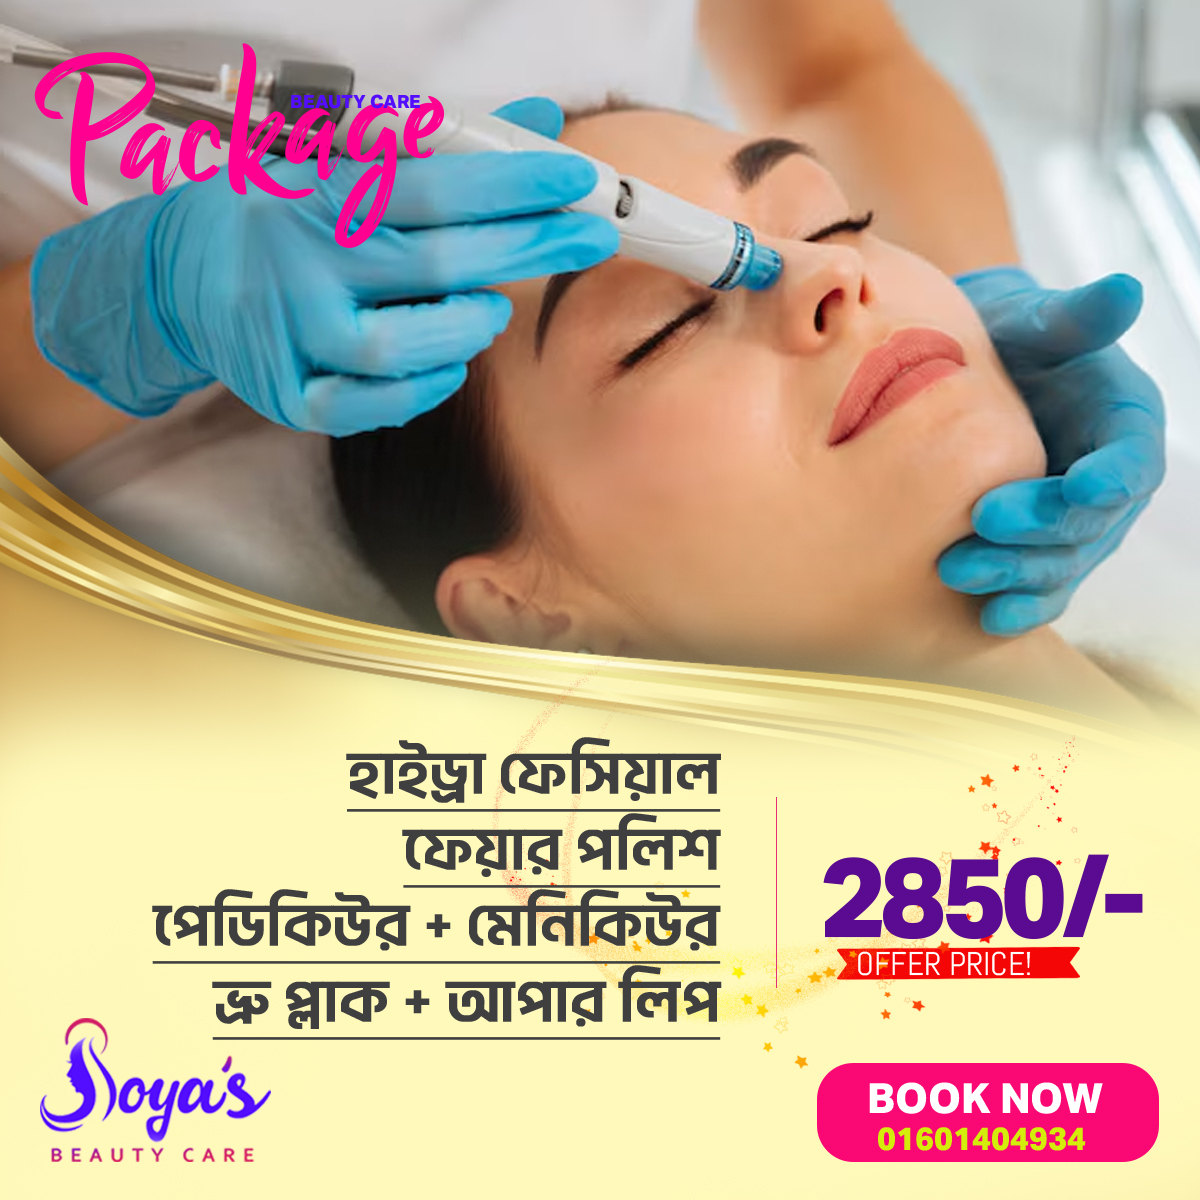 BEAUTY CARE
Package
হাইড্রা ফেসিয়াল
ফেয়ার পলিশ
পেডিকিউর + মেনিকিউর
ভ্রু প্লাক + আপার লিপ
2850/-
OFFER PRICE!
BOOK NOW
01601404934
Soya's
BEAUTY CARE